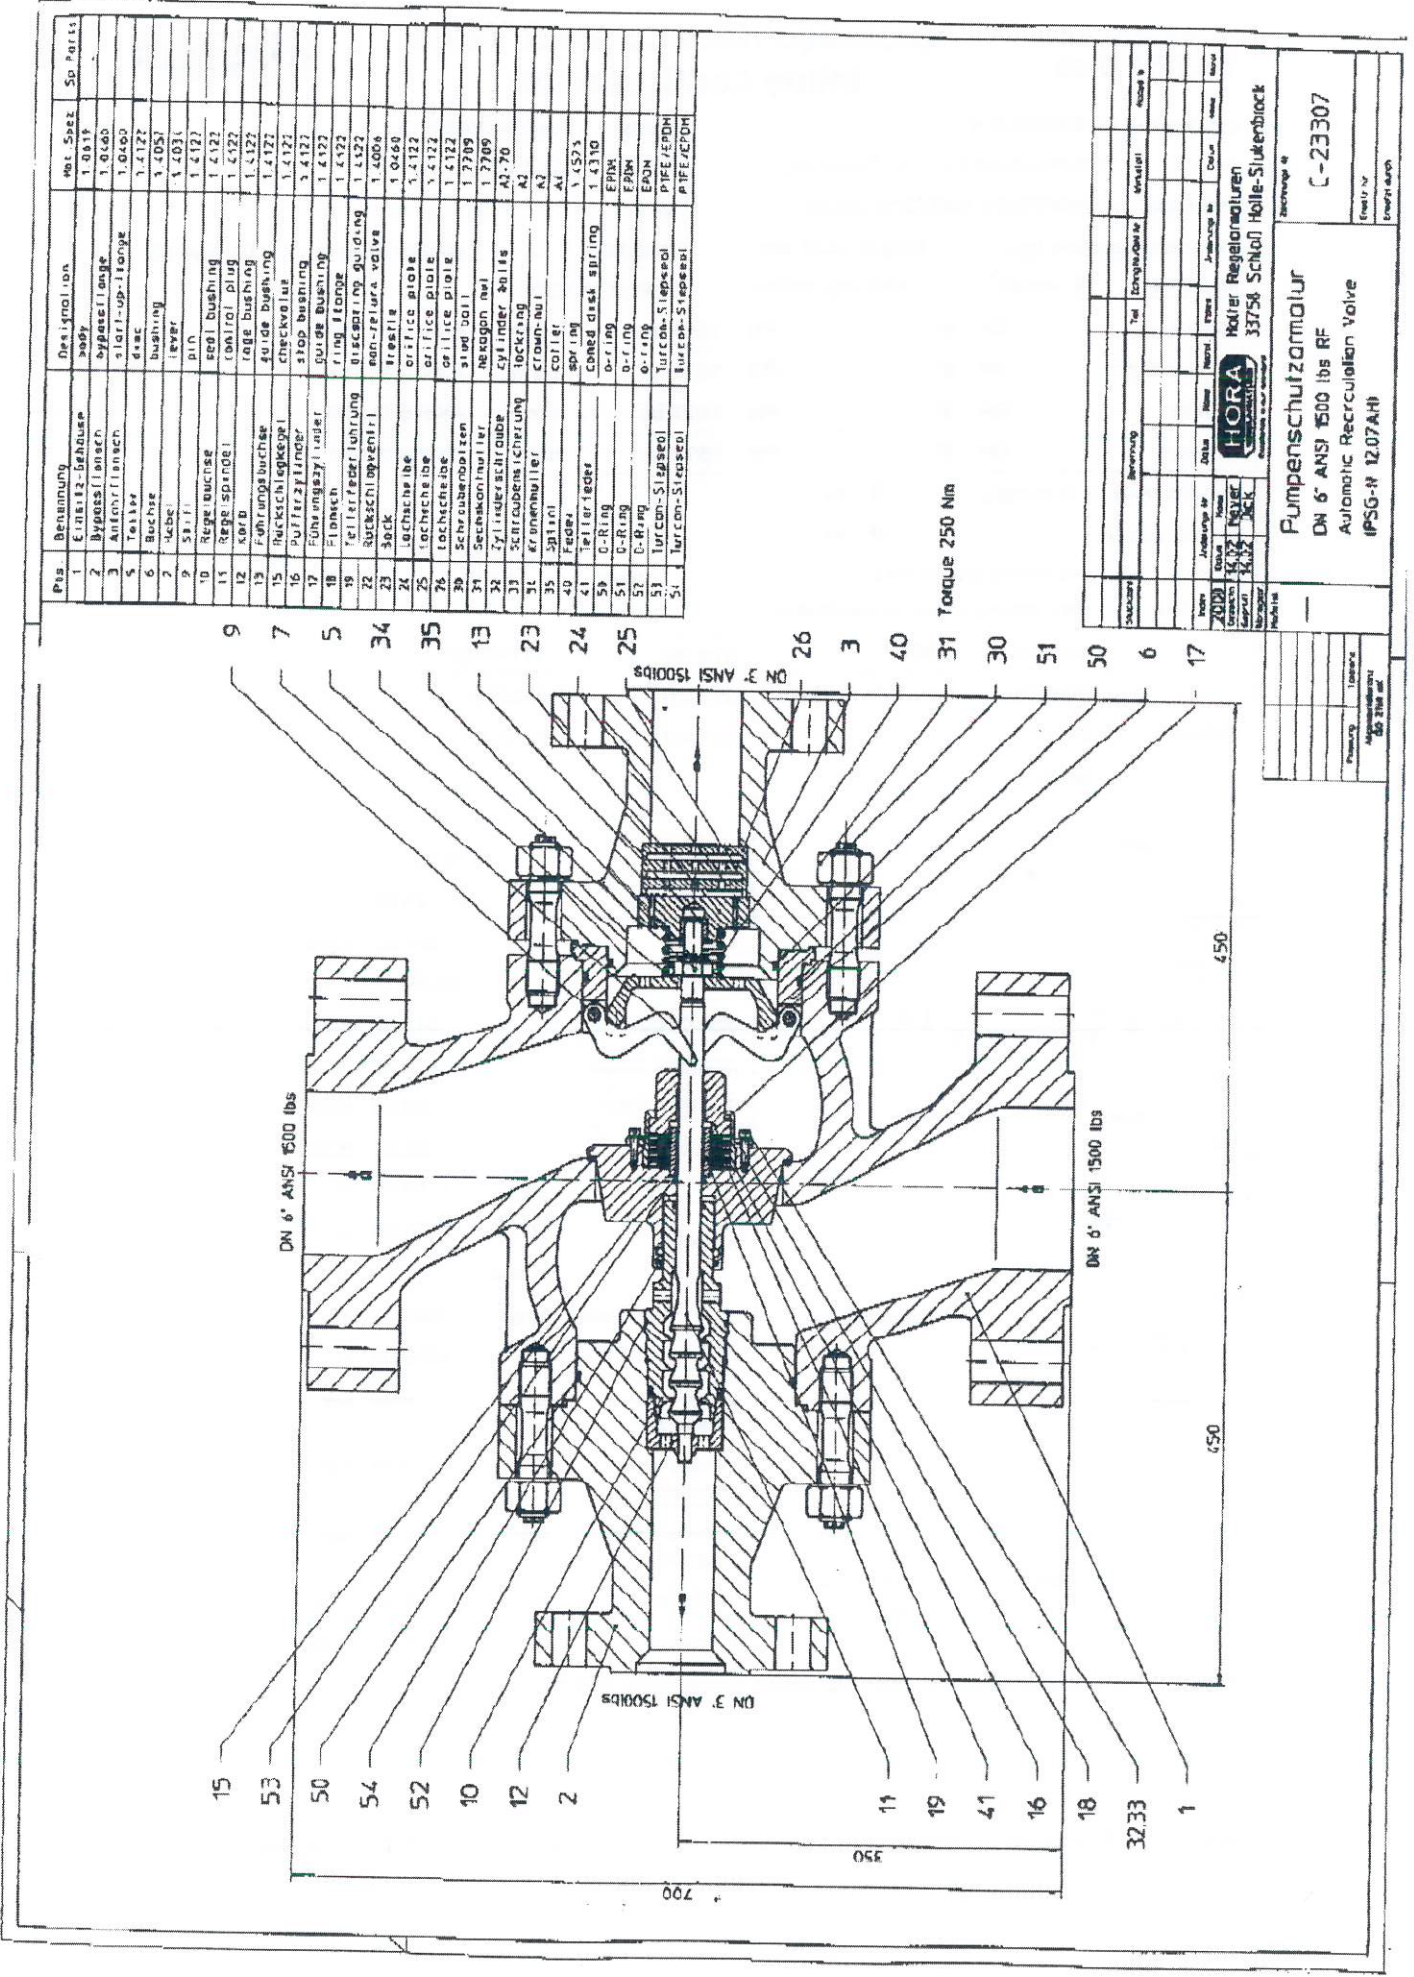 Pos Benennung Designation Mat. Spez Sp Parts
1 Einsitz-Gehäuse body 1.0619
2 Bypassflansch bypassflange 1.0460
3 Anfahrflansch start-up-flange 1.0460
5 Teller disc 1.4122
6 Buchse bushing 1.4057
7 Hebel lever
9 Stift pin 1.4122
10 Regelbuchse seal bushing 1.4122
11 Regelspindel control plug 1.4122
12 Korb cage bushing 1.4122
13 Führungsbuchse guide bushing 1.4122
15 Rückschlagkegel checkvalue 1.4122
16 Pufferzylinder stop bushing 1.4122
17 Führungszylinder guide bushing 1.4122
18 Flansch ring flange 1.4122
19 Tellerfederführung guiding 1.4122
22 Rückschlagventil non-return valve 1.4006
23 Bock 1.0460
24 Lochscheibe orifice plate 1.4122
25 Lochscheibe orifice plate 1.4122
26 Lochscheibe orifice plate 1.4122
30 Schraubenbolzen stud bolt 1.7709
31 Sechskantmutter hexagon nut 1.7709
32 Zylinderschraube cylinder bolts A2-70
33 Schraubensicherung lockring A2
34 Kronenmutter crown-nut A2
35 Splint cotter
40 Feder spring
41 Tellerfeder coned disk spring 1.4310
50 O-Ring o-ring EPDM
51 O-Ring o-ring EPDM
52 O-Ring o-ring EPDM
53 Turcon-Stepseal Turcon-Stepseal PTFE/EPDM
54 Turcon-Stepseal Turcon-Stepseal PTFE/EPDM
9
7
5
34
35
13
23
24
25
DN 3" ANSI 1500lbs
26
3
40
31 Torque 250 Nm
30
51
50
6
17
DN 6" ANSI 1500 lbs
DN 6" ANSI 1500 lbs
DN 3" ANSI 1500lbs
450
450
350
700
15
53
50
54
52
10
12
2
11
19
41
16
18
32.33
1
HORA
Holter Regelarmaturen
33758 Schloß Holte-Stukenbrock
Meyer
Pumpenschutzarmatur
DN 6" ANSI 1500 lbs RF
Automatic Recirculation Valve
C-23307